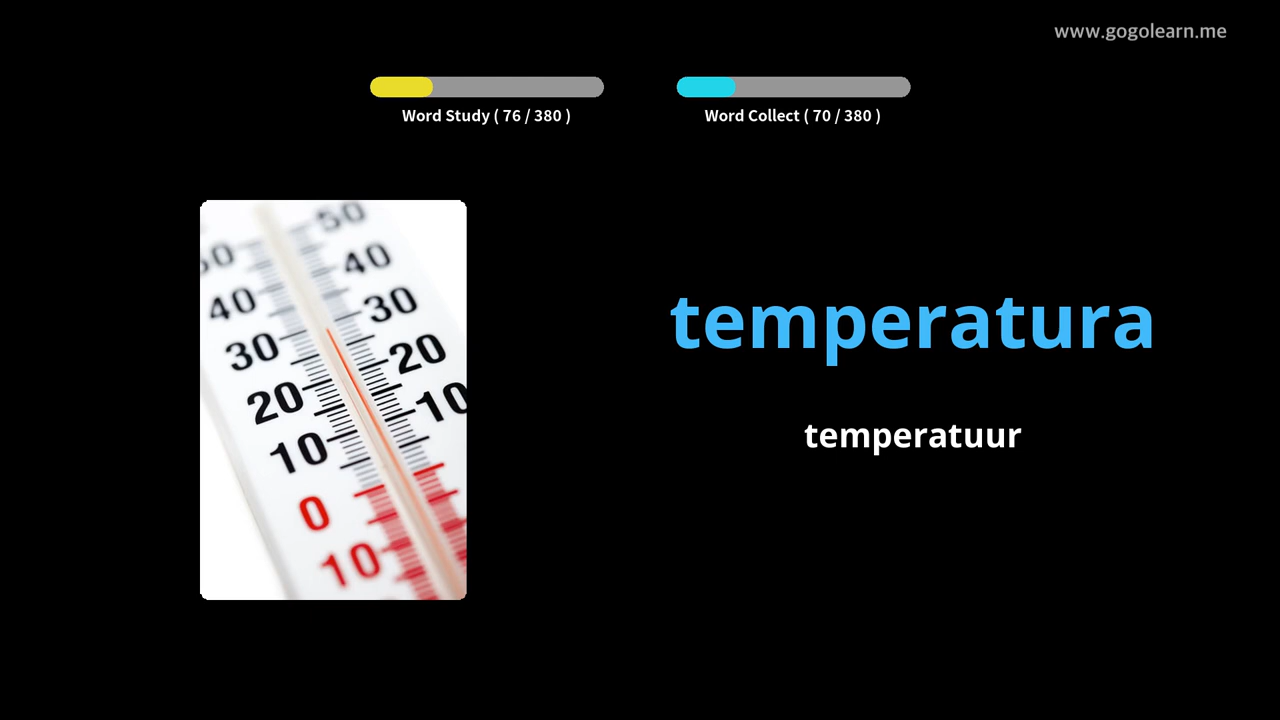 www.gogolearn.me
Word Study ( 76 / 380 )
Word Collect ( 70 / 380 )
50
40
40
30
30
20
20
10
10
0
10
temperatura
temperatuur